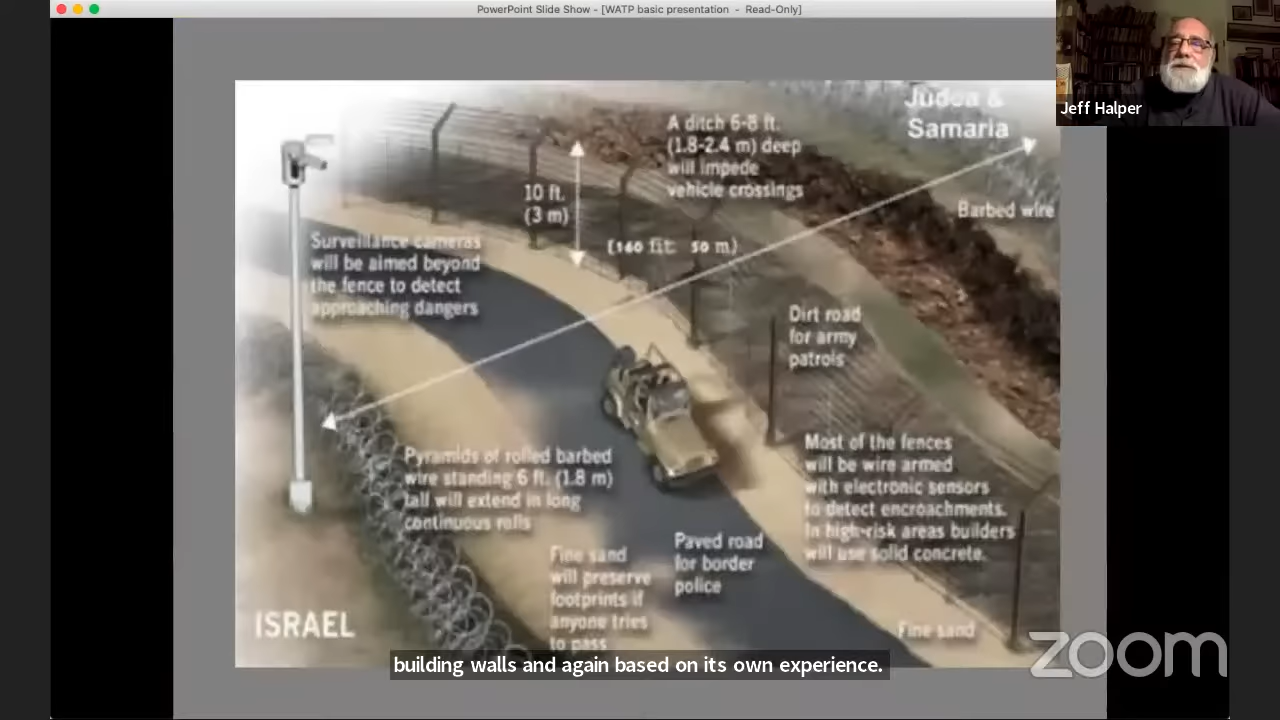 PowerPoint Slide Show - [WATP basic presentation - Read-Only]
Jeff Halper
Judea &
Samaria
A ditch 6-8 ft.
(1.8-2.4 m) deep
will impede
vehicle crossings
10 ft.
(3 m)
Barbed wire
(160 fit 50 m)
Surveillance cameras
will be aimed beyond
the fence to detect
approaching dangers
Dirt road
for army
patrols
Pyramids of rolled barbed
wire standing 6 ft. (1.8 m)
tall will extend in long
continuous rolls
Most of the fences
will be wire armed
with electronic sensors
to detect encroachments.
In high-risk areas builders
will use solid concrete.
Paved road
for border
police
Fine sand
will preserve
footprints if
anyone tries
to pass
Fine sand
ISRAEL
building walls and again based on its own experience.
zoom